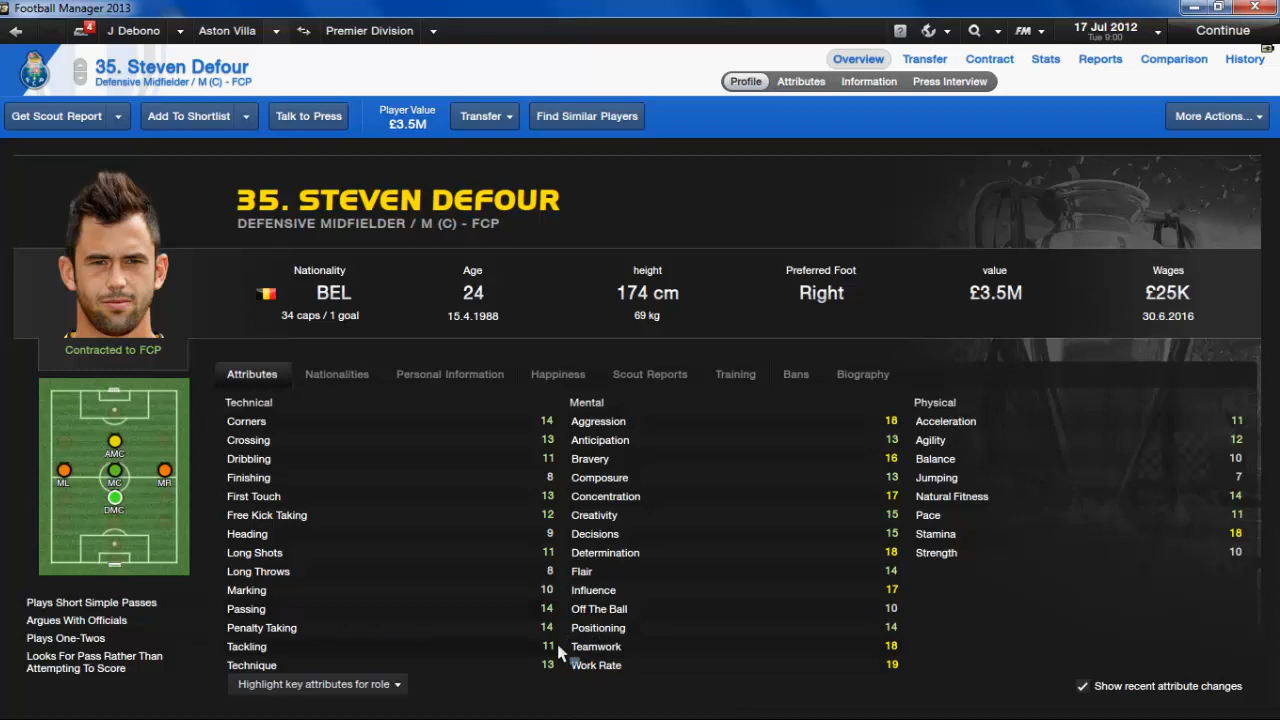 Football Manager 2013
4 J Debono Aston Villa Premier Division ? FM 17 Jul 2012 Continue
Tue 9:00
35. Steven Defour
Defensive Midfielder / M (C) - FCP
Overview Transfer Contract Stats Reports Comparison History
Profile Attributes Information Press Interview
Get Scout Report Add To Shortlist Talk to Press Player Value £3.5M Transfer Find Similar Players More Actions...
35. STEVEN DEFOUR
DEFENSIVE MIDFIELDER / M (C) - FCP
Nationality Age height Preferred Foot value Wages
BEL 24 174 cm Right £3.5M £25K
34 caps / 1 goal 15.4.1988 69 kg 30.6.2016
Contracted to FCP
Attributes Nationalities Personal Information Happiness Scout Reports Training Bans Biography
Technical Mental Physical
Corners 14 Aggression 18 Acceleration 11
Crossing 13 Anticipation 13 Agility 12
Dribbling 11 Bravery 16 Balance 10
Finishing 8 Composure 13 Jumping 7
First Touch 13 Concentration 17 Natural Fitness 14
Free Kick Taking 12 Creativity 15 Pace 11
Heading 9 Decisions 15 Stamina 18
Long Shots 11 Determination 18 Strength 10
Long Throws 8 Flair 14
Marking 10 Influence 17
Passing 14 Off The Ball 10
Penalty Taking 14 Positioning 14
Tackling 11 Teamwork 18
Technique 13 Work Rate 19
AMC
ML MC MR
DMC
Plays Short Simple Passes
Argues With Officials
Plays One-Twos
Looks For Pass Rather Than
Attempting To Score
Highlight key attributes for role
Show recent attribute changes